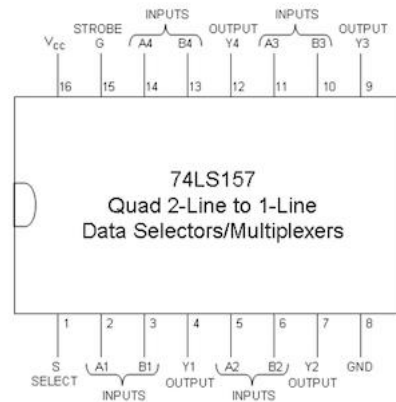 INPUTS INPUTS
STROBE OUTPUT OUTPUT
Vcc G A4 B4 Y4 A3 B3 Y3
16 15 14 13 12 11 10 9
74LS157
Quad 2-Line to 1-Line
Data Selectors/Multiplexers
1 2 3 4 5 6 7 8
S A1 B1 Y1 A2 B2 Y2 GND
SELECT OUTPUT OUTPUT
INPUTS INPUTS